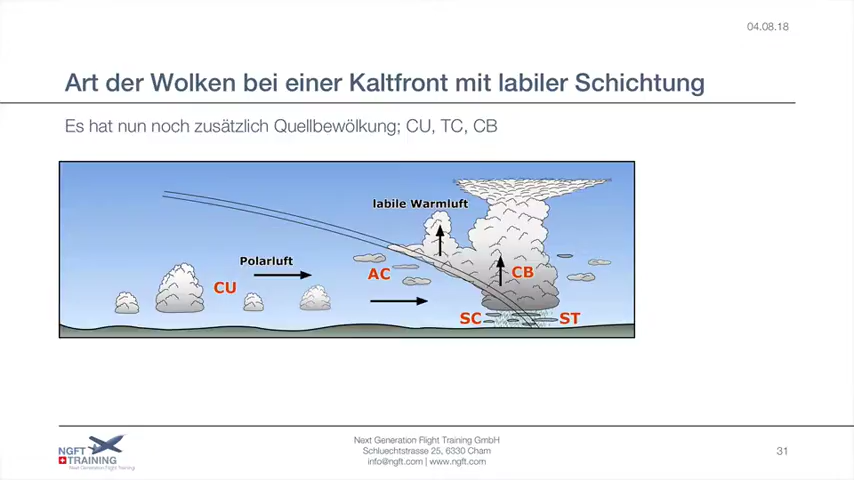 04.08.18
Art der Wolken bei einer Kaltfront mit labiler Schichtung
Es hat nun noch zusätzlich Quellbewölkung; CU, TC, CB
labile Warmluft
Polarluft
CU
AC
CB
SC
ST
NGFT
TRAINING
Next Generation Flight Training
Next Generation Flight Training GmbH
Schluechtstrasse 25, 6330 Cham
info@ngft.com | www.ngft.com
31